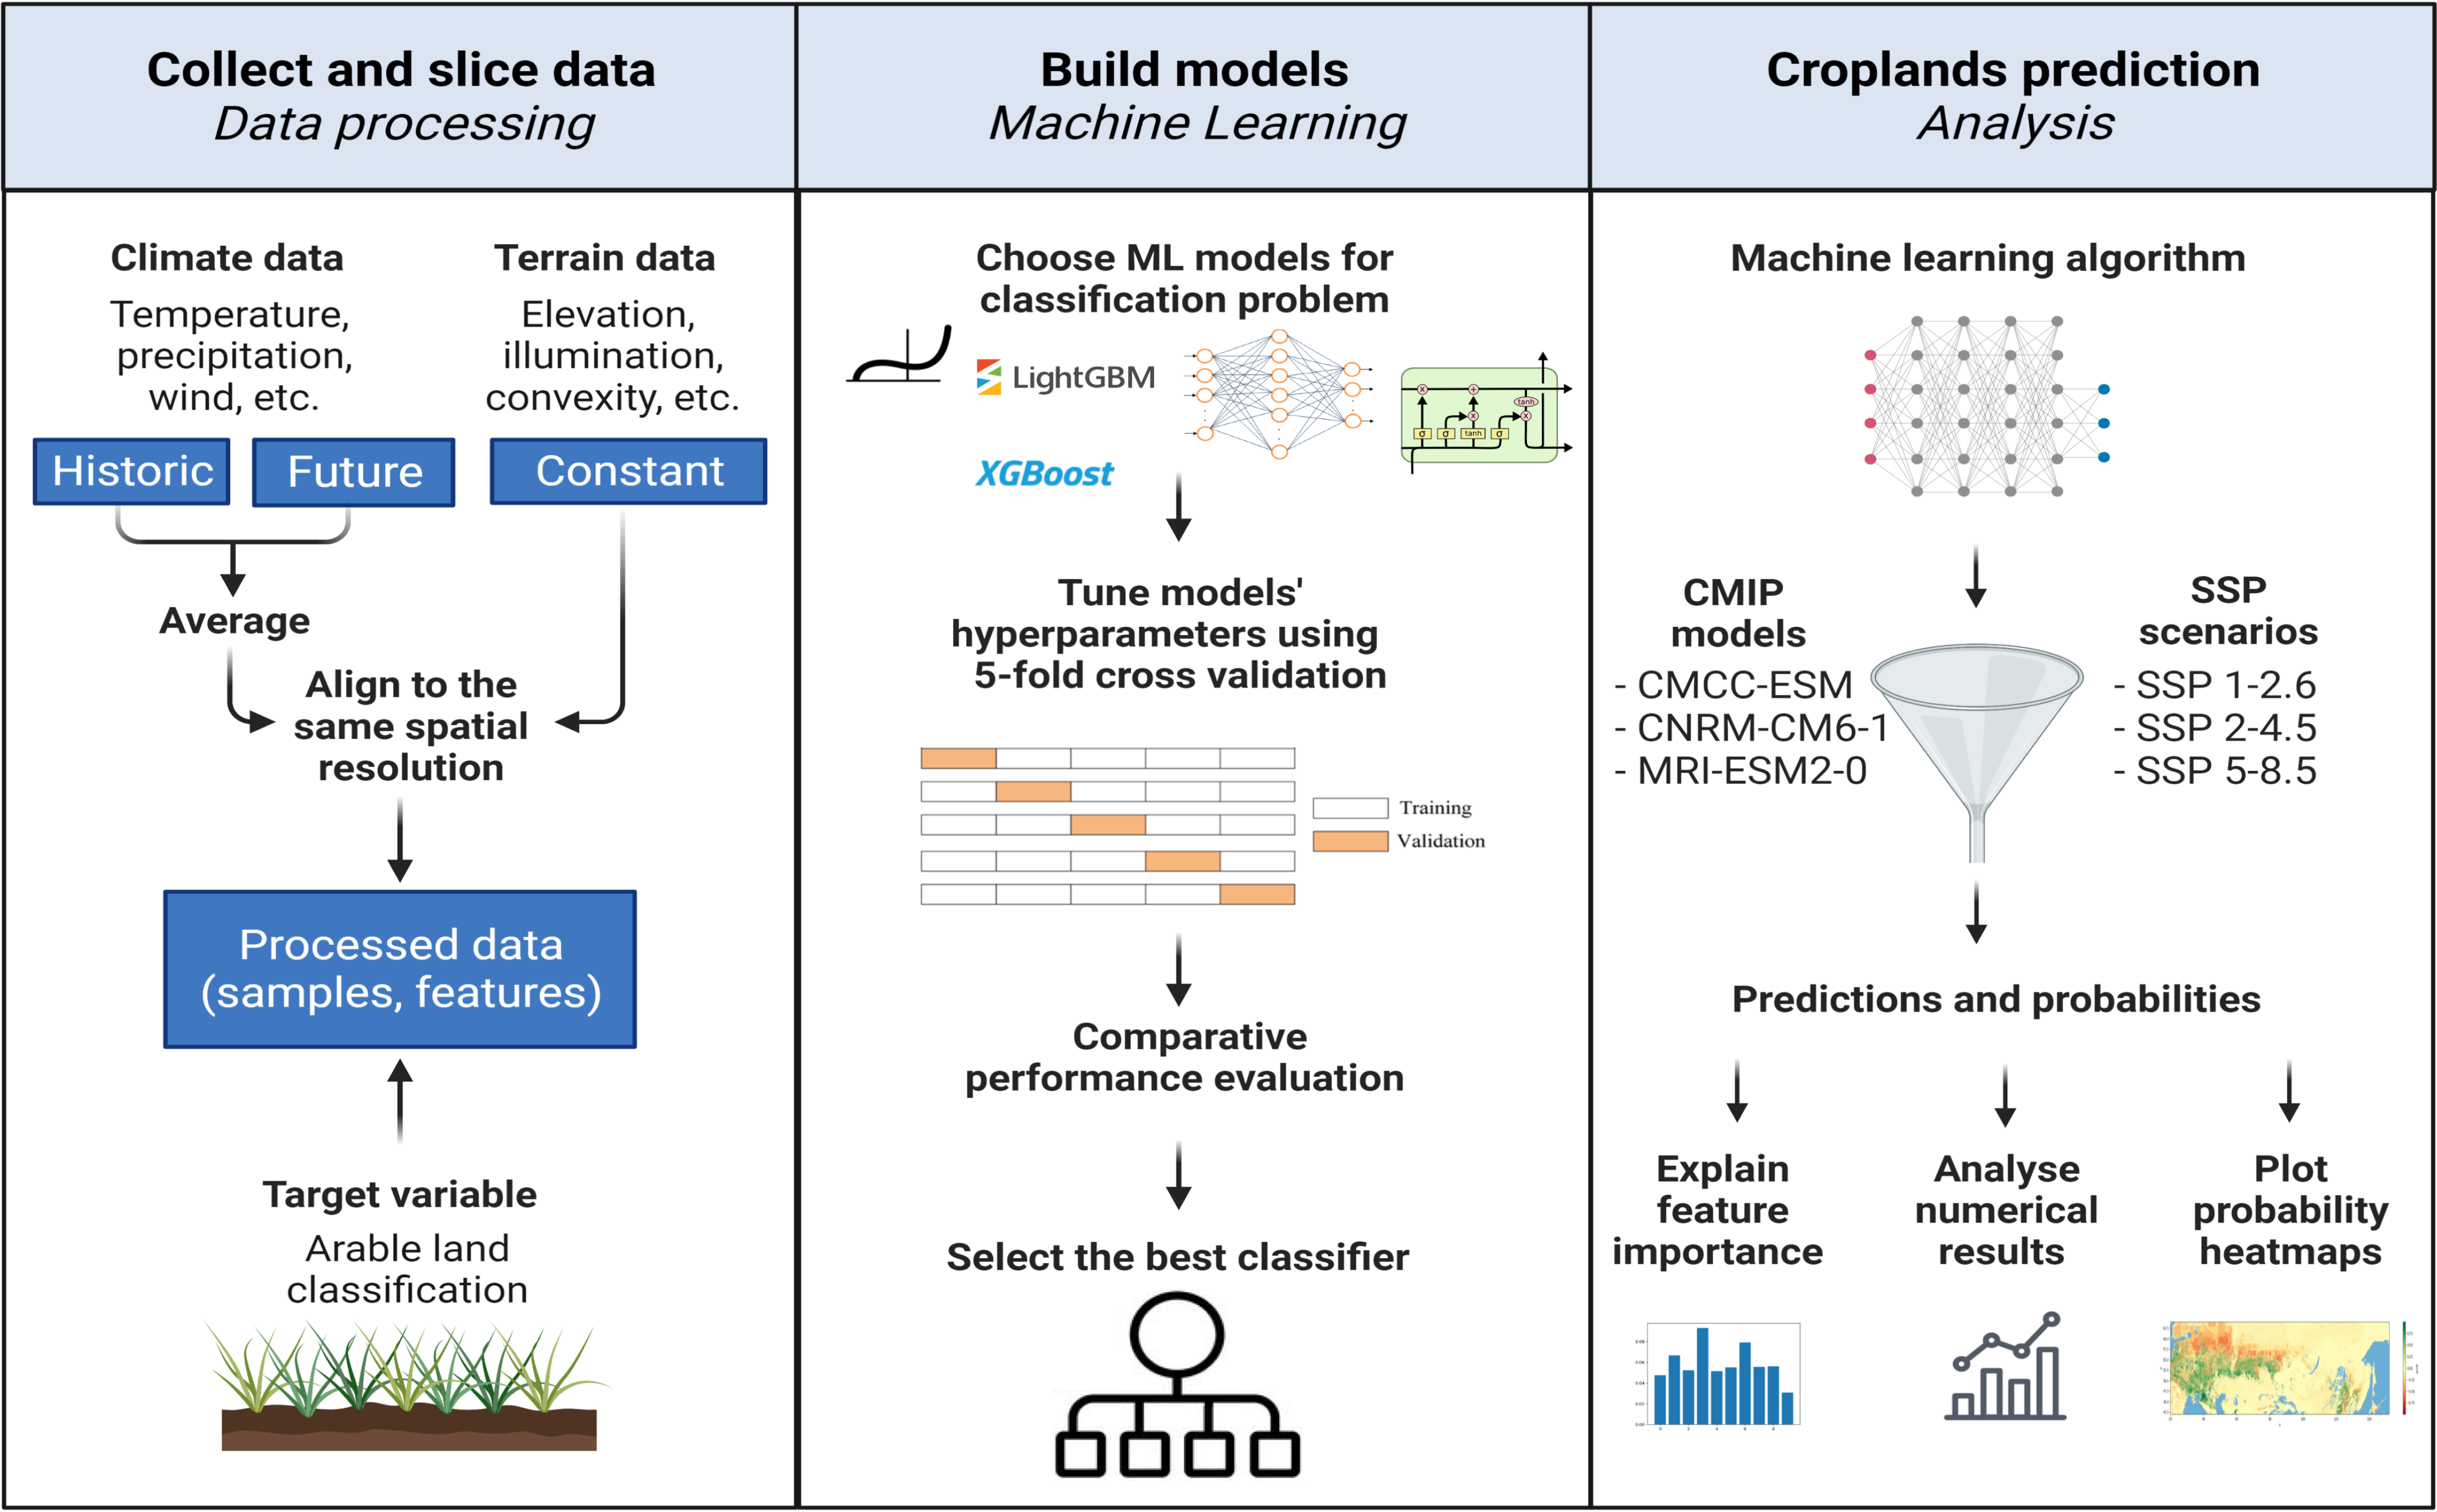 Collect and slice data
Data processing
Build models
Machine Learning
Croplands prediction
Analysis
Climate data
Temperature,
precipitation,
wind, etc.
Terrain data
Elevation,
illumination,
convexity, etc.
Historic
Future
Constant
Average
Align to the
same spatial
resolution
Processed data
(samples, features)
Target variable
Arable land
classification
Choose ML models for
classification problem
LightGBM
XGBoost
x
+
tanh
x
x
σ
σ
tanh
σ
Tune models'
hyperparameters using
5-fold cross validation
Training
Validation
Comparative
performance evaluation
Select the best classifier
Machine learning algorithm
CMIP
models
- CMCC-ESM
- CNRM-CM6-1
- MRI-ESM2-0
SSP
scenarios
- SSP 1-2.6
- SSP 2-4.5
- SSP 5-8.5
Predictions and probabilities
Explain
feature
importance
Analyse
numerical
results
Plot
probability
heatmaps